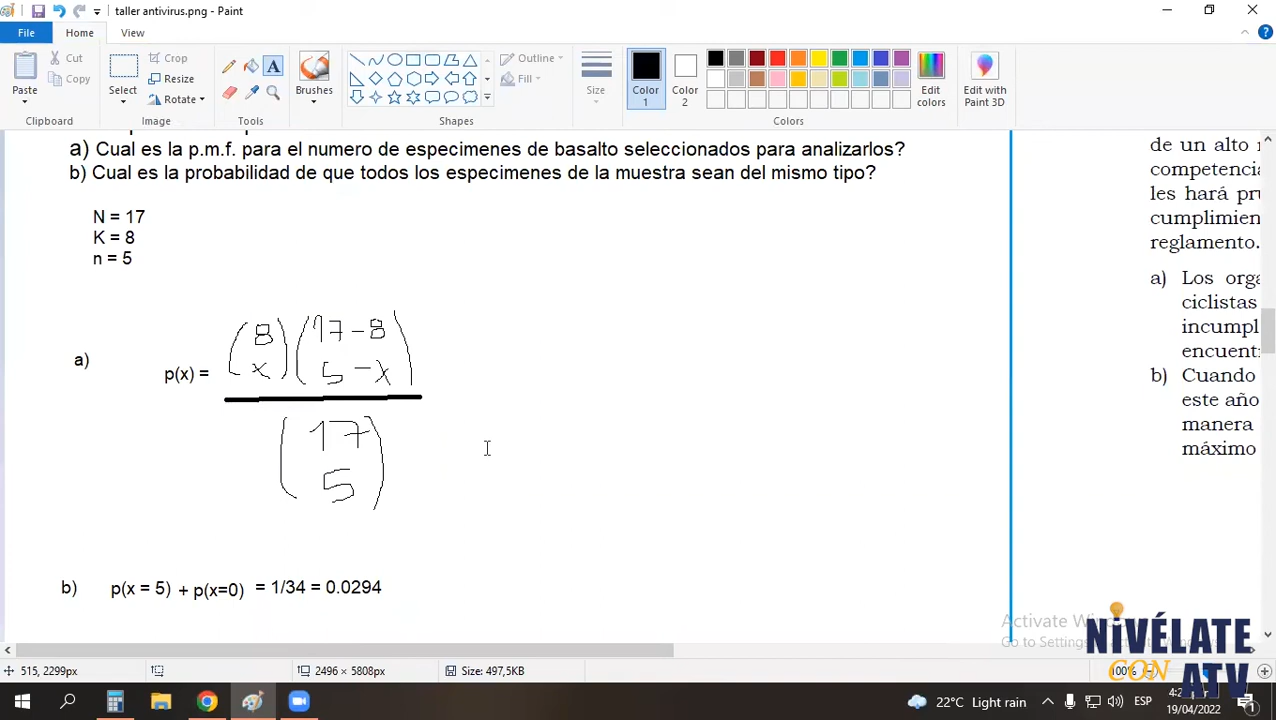 taller antivirus.png - Paint
File
Home
View
Paste
Cut
Copy
Clipboard
Select
Crop
Resize
Rotate
Image
A
Tools
Brushes
Outline
Fill
Shapes
Size
Color 1
Color 2
Edit colors
Colors
Edit with Paint 3D
a) Cual es la p.m.f. para el numero de especimenes de basalto seleccionados para analizarlos?
b) Cual es la probabilidad de que todos los especimenes de la muestra sean del mismo tipo?
N = 17
K = 8
n = 5
a)
p(x) =
(8 x) (17 - 8 5 - x)
(17 5)
b) p(x = 5) + p(x=0) = 1/34 = 0.0294
de un alto
competencia
les hará
cumplimien
reglamento.
a) Los orga
ciclistas
incumpl
encuent
b) Cuando
este año
manera
máximo
NIVÉLATE
CON ATV
515, 2299px
2496 × 5808px
Size: 497,5KB
100%
22°C Light rain
ESP
19/04/2022
1